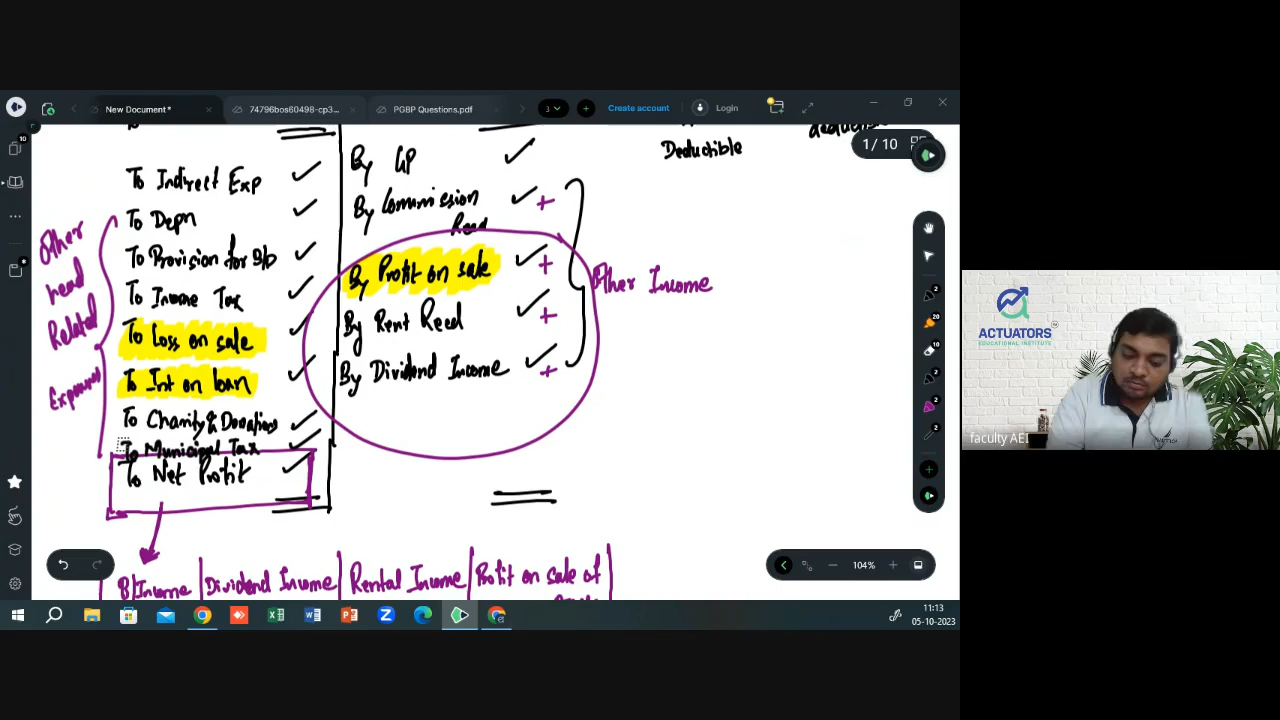 New Document *
74796bos60498-cp3...
PGBP Questions.pdf
3
Create account
Login
1 / 10
Deductible
To Indirect Exp
To Depn
To Provision for B/D
To Income Tax
To Loss on sale
To Int on loan
To Charity & Donations
To Municipal Tax
To Net Profit
Other
head
Related
Expenses
By GP
By Commission
Recd
By Profit on sale
By Rent Recd
By Dividend Income
Other Income
B/Income
Dividend Income
Rental Income
Profit on sale of
104%
11:13
05-10-2023
ACTUATORS
EDUCATIONAL INSTITUTE
faculty AEI